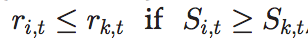 r_{i,t} ≤ r_{k,t} if S_{i,t} ≥ S_{k,t}.